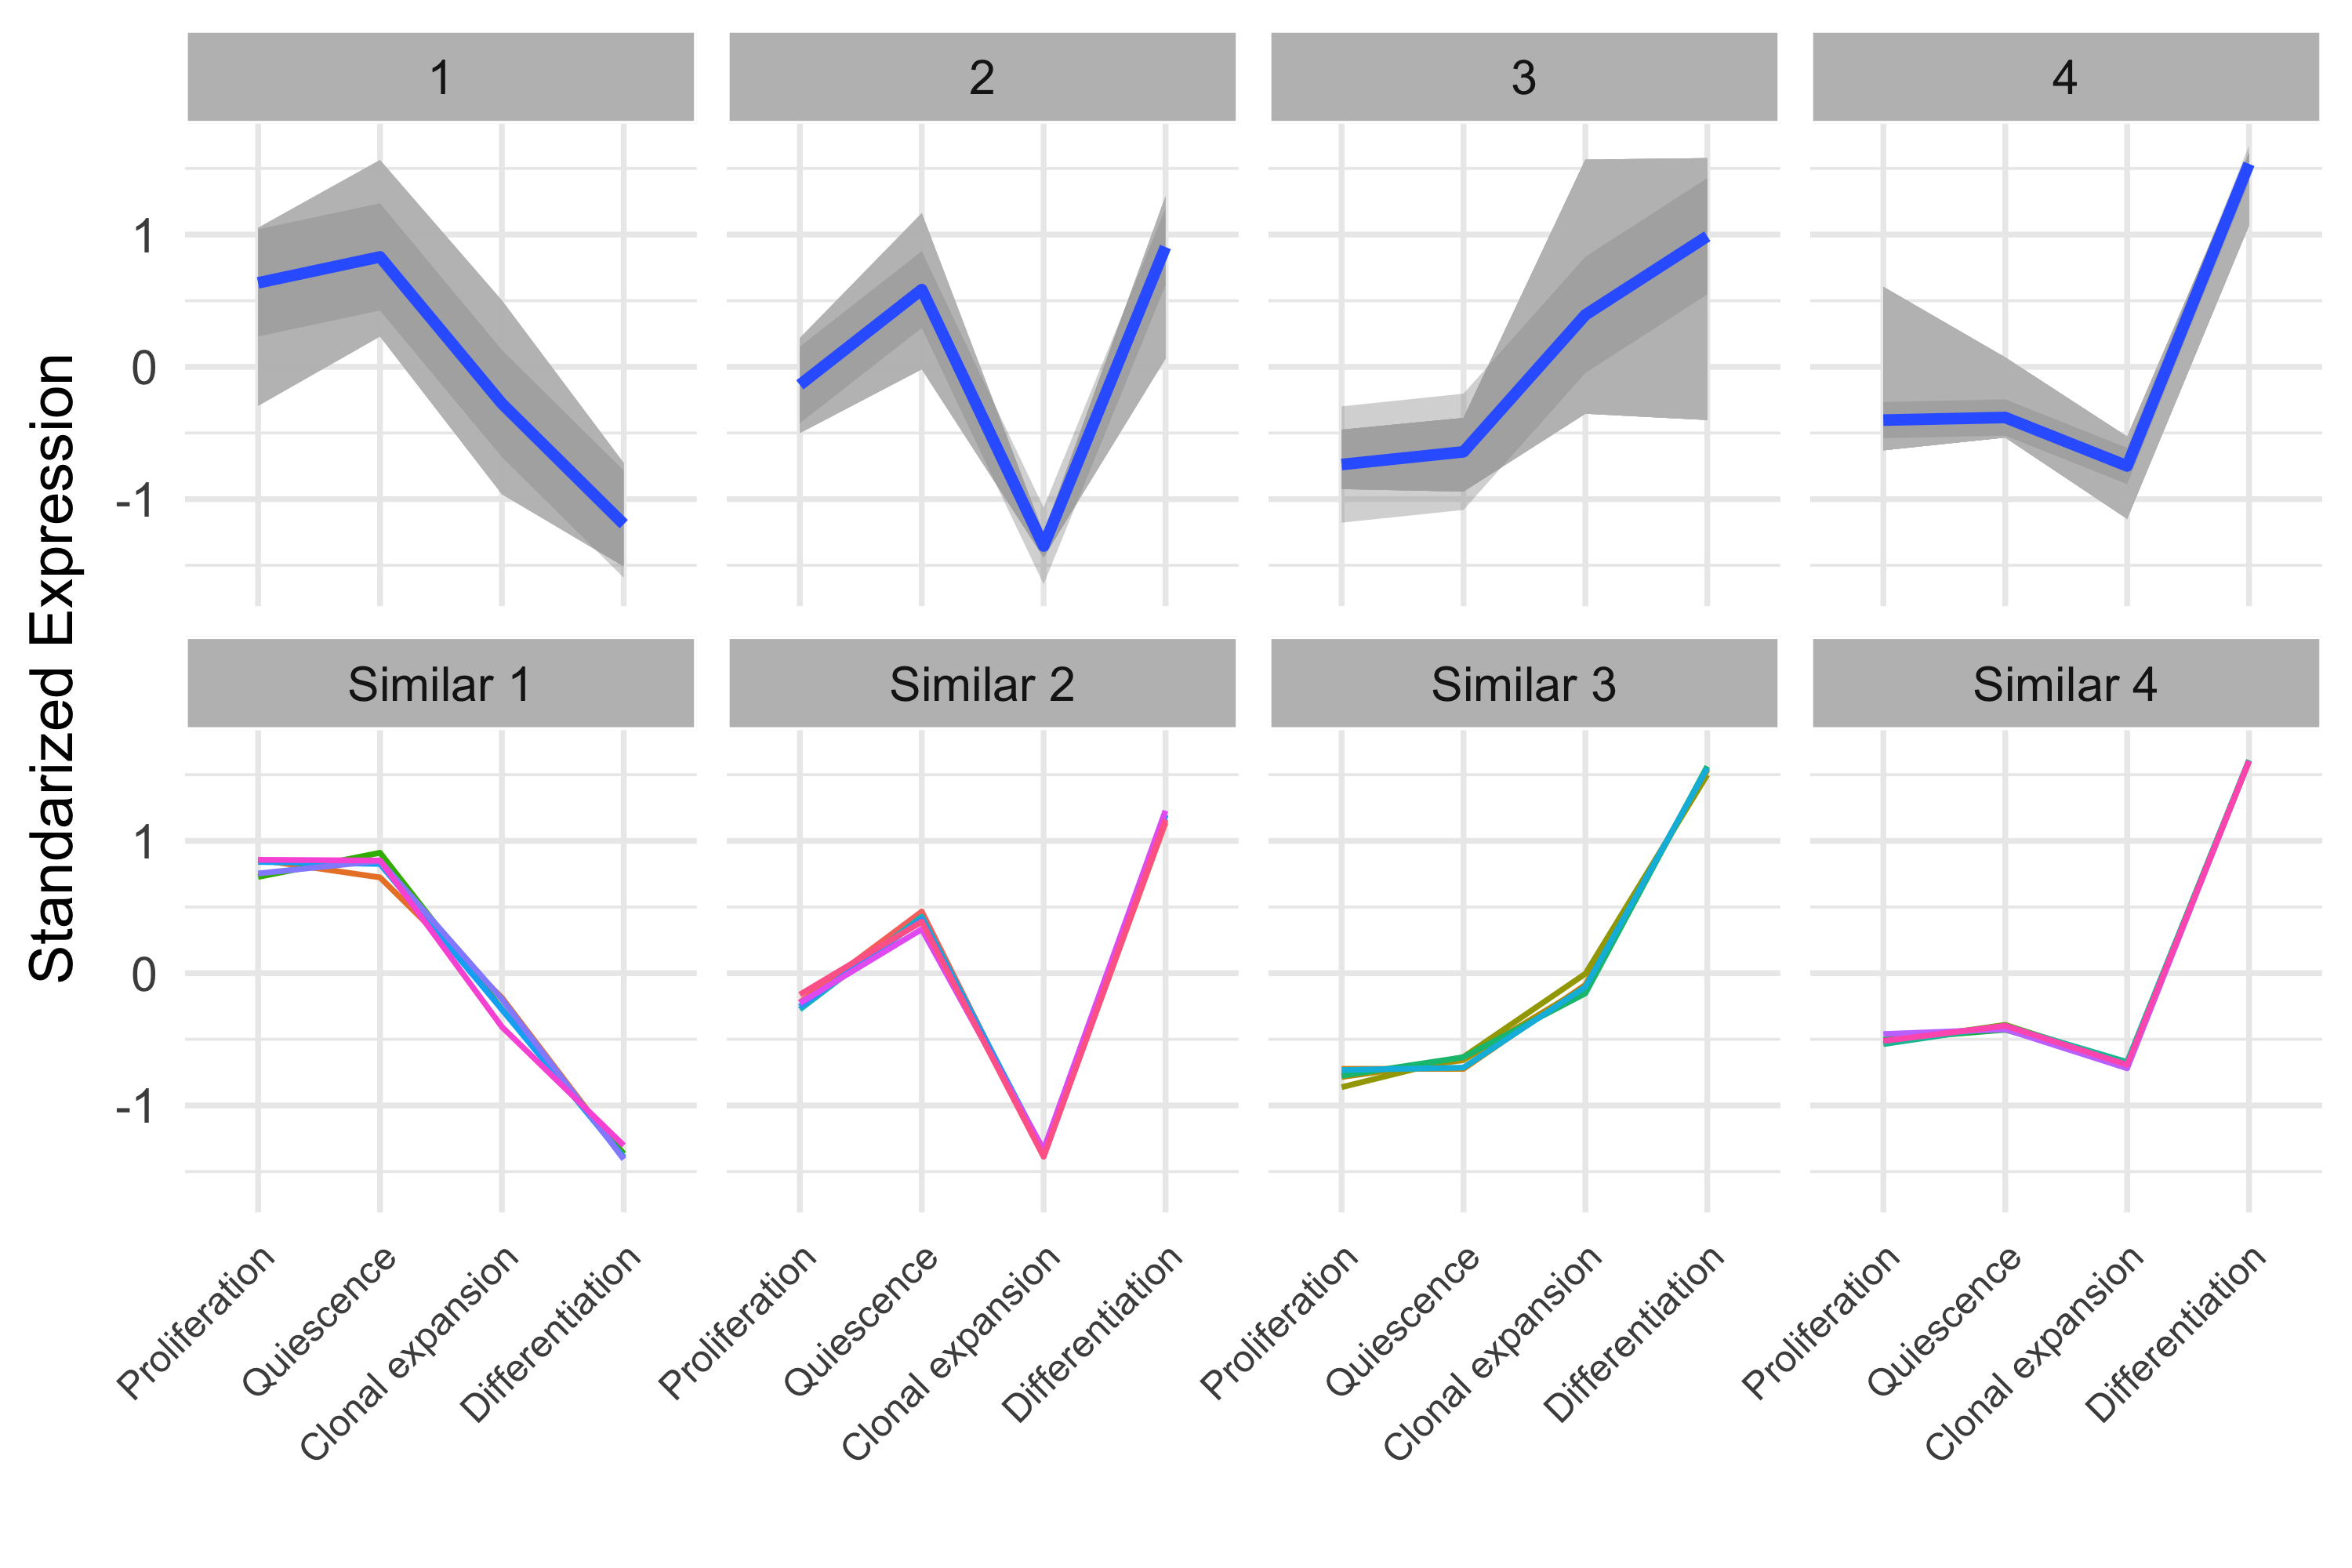 1
2
3
4
1
0
-1
Standarized Expression
Similar 1
Similar 2
Similar 3
Similar 4
1
0
-1
Proliferation
Quiescence
Clonal expansion
Differentiation
Proliferation
Quiescence
Clonal expansion
Differentiation
Proliferation
Quiescence
Clonal expansion
Differentiation
Proliferation
Quiescence
Clonal expansion
Differentiation